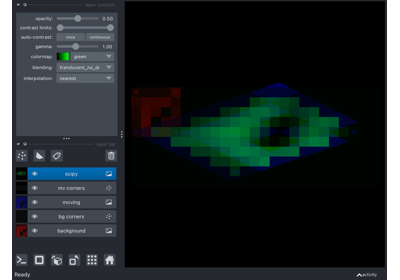 layer controls
opacity: 0.50
contrast limits:
auto-contrast: once continuous
gamma: 1.00
colormap: green
blending: translucent_no_de
interpolation: nearest
layer list
scipy
mv corners
moving
bg corners
background
Ready
activity